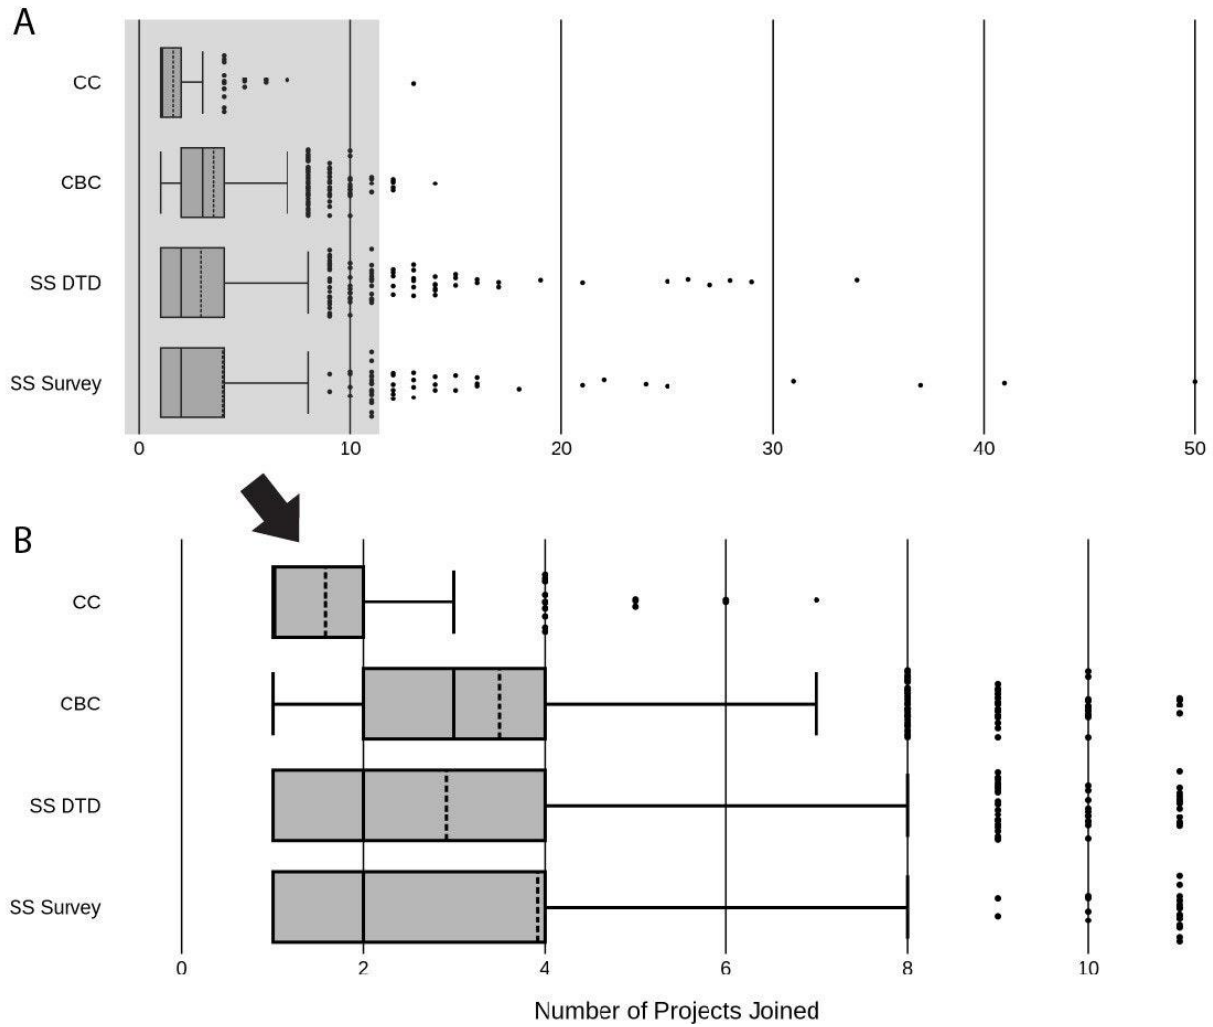 A
CC
CBC
SS DTD
SS Survey
0 10 20 30 40 50
B
CC
CBC
SS DTD
SS Survey
0 2 4 6 8 10
Number of Projects Joined